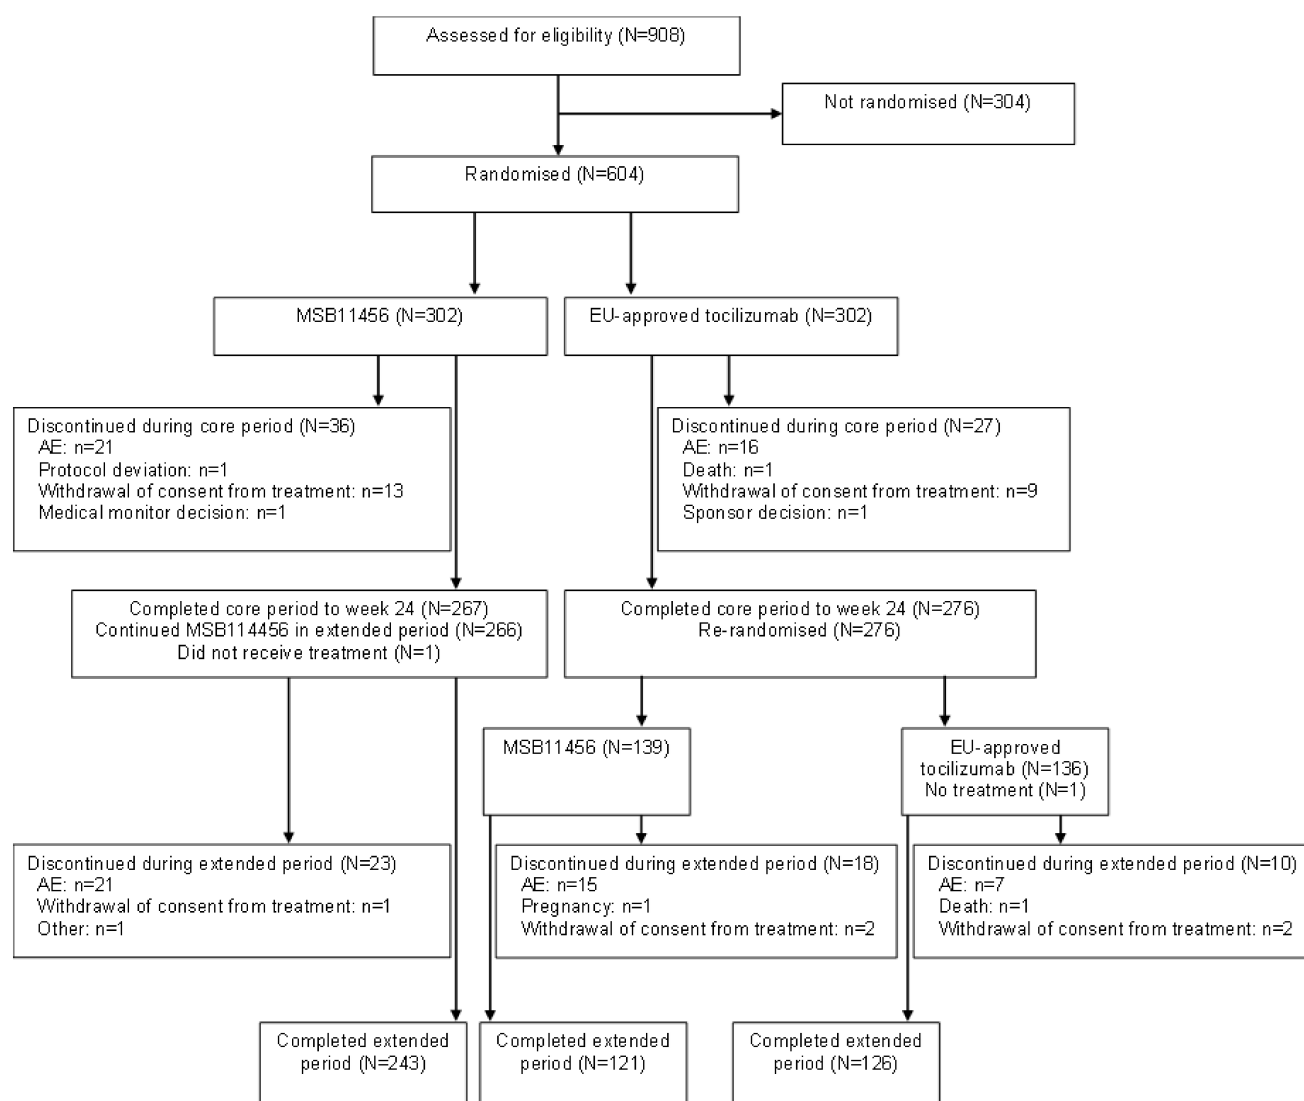 Assessed for eligibility (N=908)
Not randomised (N=304)
Randomised (N=604)
MSB11456 (N=302)
EU-approved tocilizumab (N=302)
Discontinued during core period (N=36)
AE: n=21
Protocol deviation: n=1
Withdrawal of consent from treatment: n=13
Medical monitor decision: n=1
Discontinued during core period (N=27)
AE: n=16
Death: n=1
Withdrawal of consent from treatment: n=9
Sponsor decision: n=1
Completed core period to week 24 (N=267)
Continued MSB114456 in extended period (N=266)
Did not receive treatment (N=1)
Completed core period to week 24 (N=276)
Re-randomised (N=276)
MSB11456 (N=139)
EU-approved
tocilizumab (N=136)
No treatment (N=1)
Discontinued during extended period (N=23)
AE: n=21
Withdrawal of consent from treatment: n=1
Other: n=1
Discontinued during extended period (N=18)
AE: n=15
Pregnancy: n=1
Withdrawal of consent from treatment: n=2
Discontinued during extended period (N=10)
AE: n=7
Death: n=1
Withdrawal of consent from treatment: n=2
Completed extended
period (N=243)
Completed extended
period (N=121)
Completed extended
period (N=126)